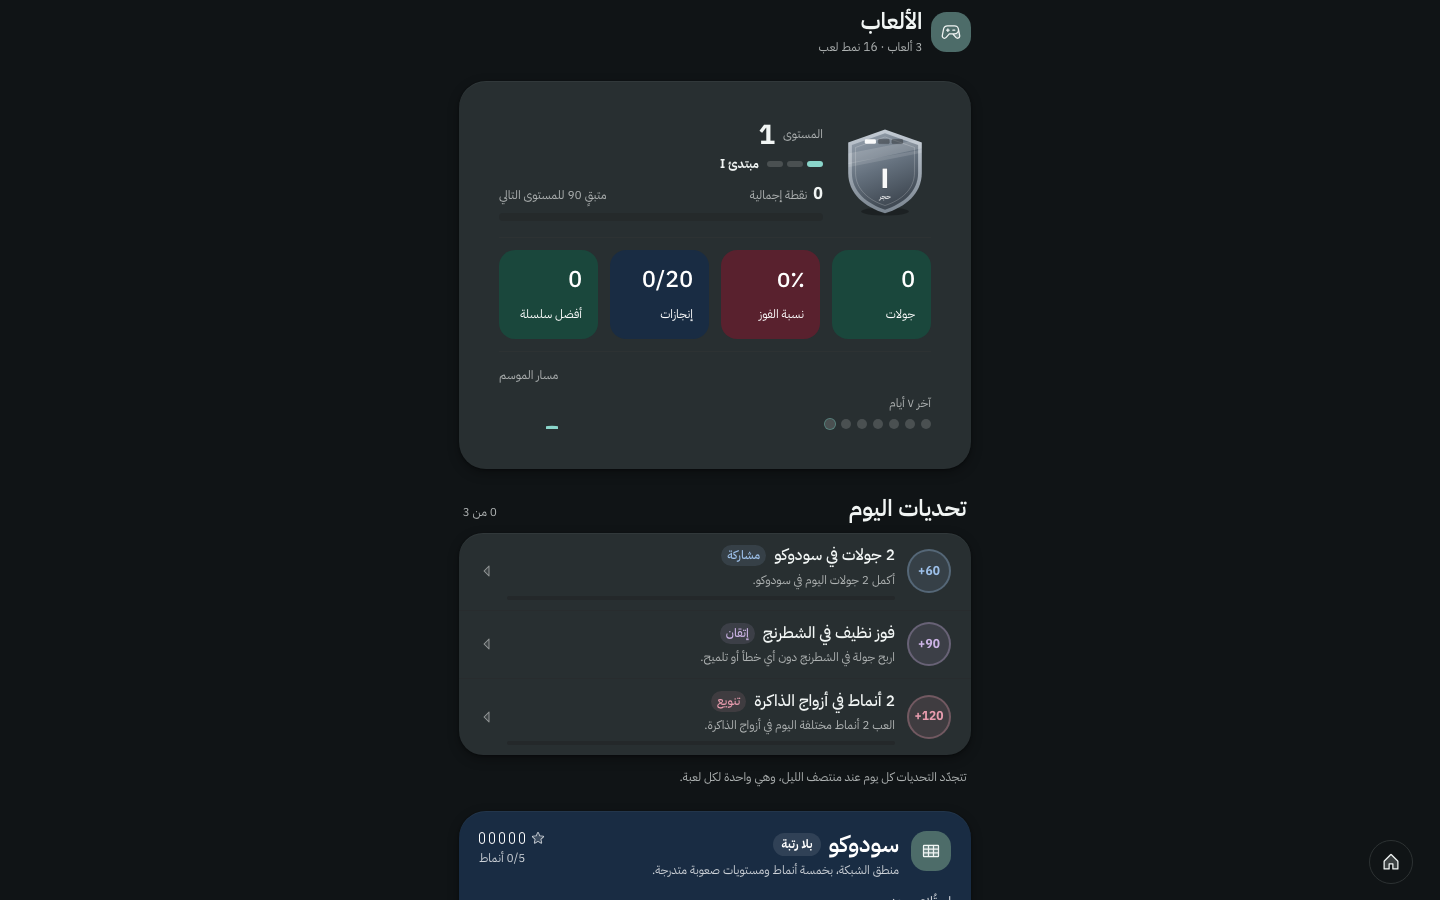 الألعاب
3 ألعاب · 16 نمط لعب
المستوى 1
مبتدئ I
0 نقطة إجمالية
متبقٍ 90 للمستوى التالي
I
حجر
0
جولات
0٪
نسبة الفوز
0/20
إنجازات
0
أفضل سلسلة
مسار الموسم
آخر ٧ أيام
تحديات اليوم
0 من 3
+60
2 جولات في سودوكو مشاركة
أكمل 2 جولات اليوم في سودوكو.
+90
فوز نظيف في الشطرنج إتقان
اربح جولة في الشطرنج دون أي خطأ أو تلميح.
+120
2 أنماط في أزواج الذاكرة تنويع
العب 2 أنماط مختلفة اليوم في أزواج الذاكرة.
تتجدّد التحديات كل يوم عند منتصف الليل، وهي واحدة لكل لعبة.
سودوكو بلا رتبة
منطق الشبكة، بخمسة أنماط ومستويات صعوبة متدرجة.
00000
0/5 أنماط